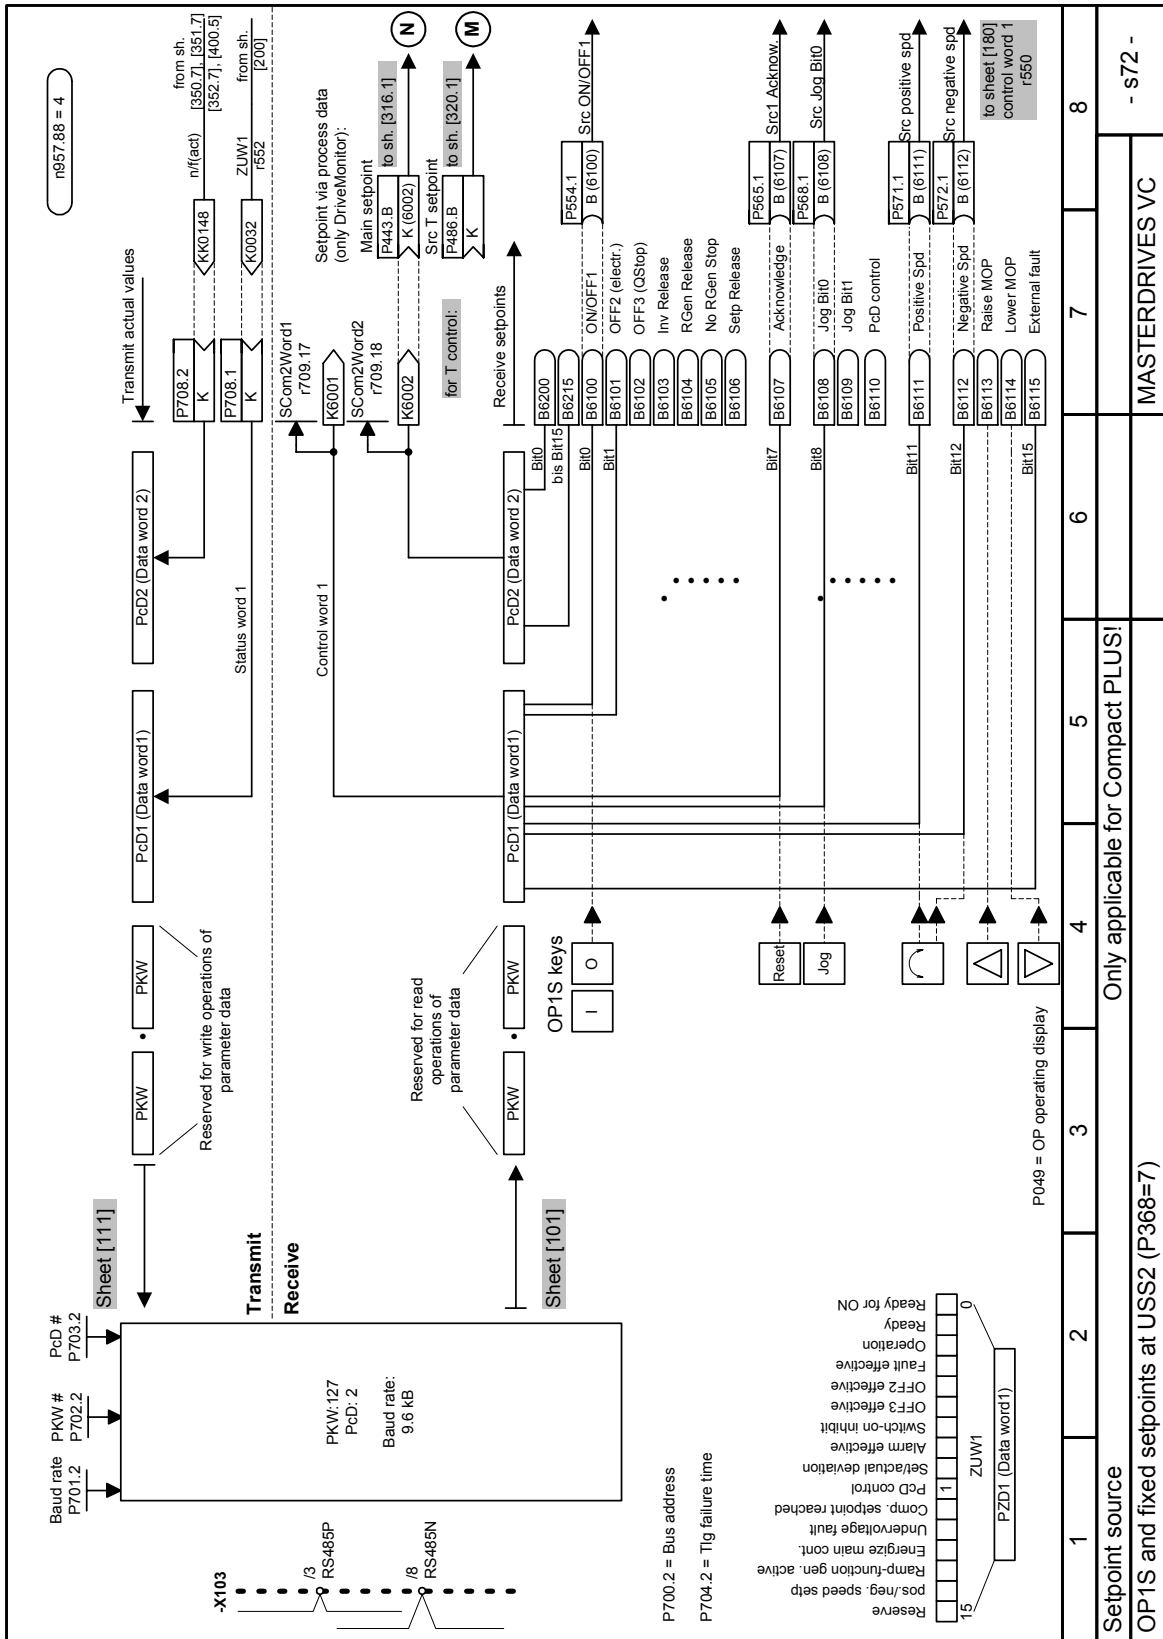 n957.88 = 4
Baud rate
P701.2
PKW #
P702.2
PcD #
P703.2
Sheet [111]
PKW
PKW
Reserved for write operations of
parameter data
PcD1 (Data word1)
PcD2 (Data word 2)
Transmit actual values
P708.2
K
KK0148
n/f(act)
from sh.
[350.7], [351.7]
[352.7], [400.5]
P708.1
K
K0032
ZUW1
r552
from sh.
[200]
Status word 1
Transmit
Receive
-X103
/3
RS485P
/8
RS485N
PKW:127
PcD: 2
Baud rate:
9.6 kB
Control word 1
SCom2Word1
r709.17
K6001
SCom2Word2
r709.18
K6002
Setpoint via process data
(only DriveMonitor):
Main setpoint
P443.B
K (6002)
to sh. [316.1]
N
for T control:
Src T setpoint
P486.B
K
to sh. [320.1]
M
Sheet [101]
PKW
PKW
Reserved for read
operations of
parameter data
PcD1 (Data word1)
PcD2 (Data word 2)
Receive setpoints
Bit0
B6200
bis Bit15
B6215
OP1S keys
I
O
Bit0
B6100
ON/OFF1
P554.1
B (6100)
Src ON/OFF1
Bit1
B6101
OFF2 (electr.)
B6102
OFF3 (QStop)
B6103
Inv Release
B6104
RGen Release
B6105
No RGen Stop
B6106
Setp Release
Reset
Bit7
B6107
Acknowledge
P565.1
B (6107)
Src1 Acknow.
Jog
Bit8
B6108
Jog Bit0
P568.1
B (6108)
Src Jog Bit0
B6109
Jog Bit1
B6110
PcD control
Bit11
B6111
Positive Spd
P571.1
B (6111)
Src positive spd
Bit12
B6112
Negative Spd
P572.1
B (6112)
Src negative spd
B6113
Raise MOP
B6114
Lower MOP
Bit15
B6115
External fault
to sheet [180]
control word 1
r550
P700.2 = Bus address
P704.2 = Tlg failure time
Reserve
pos./neg. speed setp
Ramp-function gen. active
Energize main cont.
Undervoltage fault
Comp. setpoint reached
PcD control
Set/actual deviation
Alarm effective
Switch-on inhibit
OFF3 effective
OFF2 effective
Fault effective
Operation
Ready
Ready for ON
1
15
ZUW1
0
PZD1 (Data word1)
P049 = OP operating display
1
2
3
4
5
6
7
8
Setpoint source
Only applicable for Compact PLUS!
OP1S and fixed setpoints at USS2 (P368=7)
MASTERDRIVES VC
- s72 -